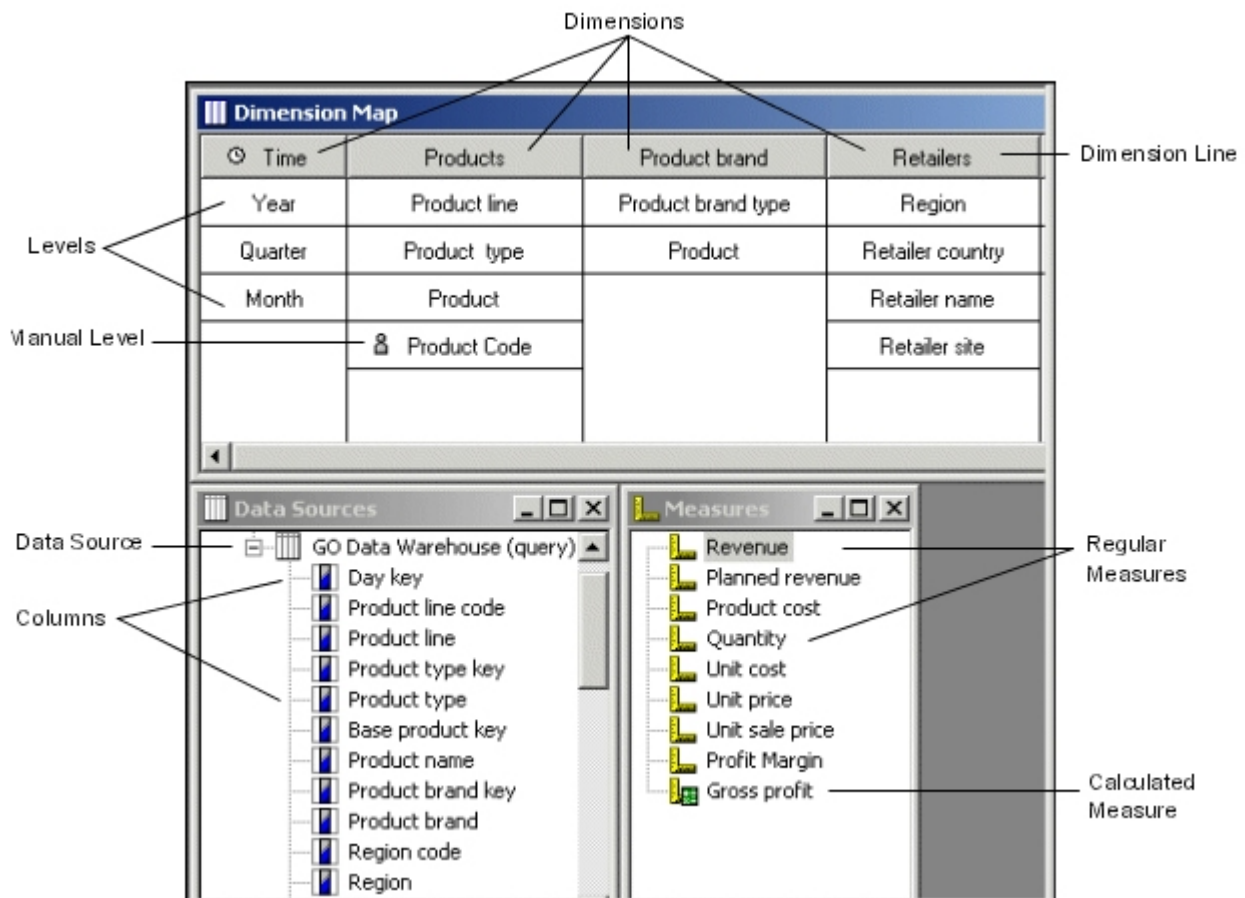 Dimensions
Dimension Map
Time Products Product brand Retailers
Dimension Line
Year Product line Product brand type Region
Levels
Quarter Product type Product Retailer country
Month Product Retailer name
Manual Level
Product Code Retailer site
Data Sources
Measures
Data Source
GO Data Warehouse (query)
Columns
Day key
Product line code
Product line
Product type key
Product type
Base product key
Product name
Product brand key
Product brand
Region code
Region
Revenue
Planned revenue
Product cost
Quantity
Unit cost
Unit price
Unit sale price
Profit Margin
Gross profit
Regular
Measures
Calculated
Measure